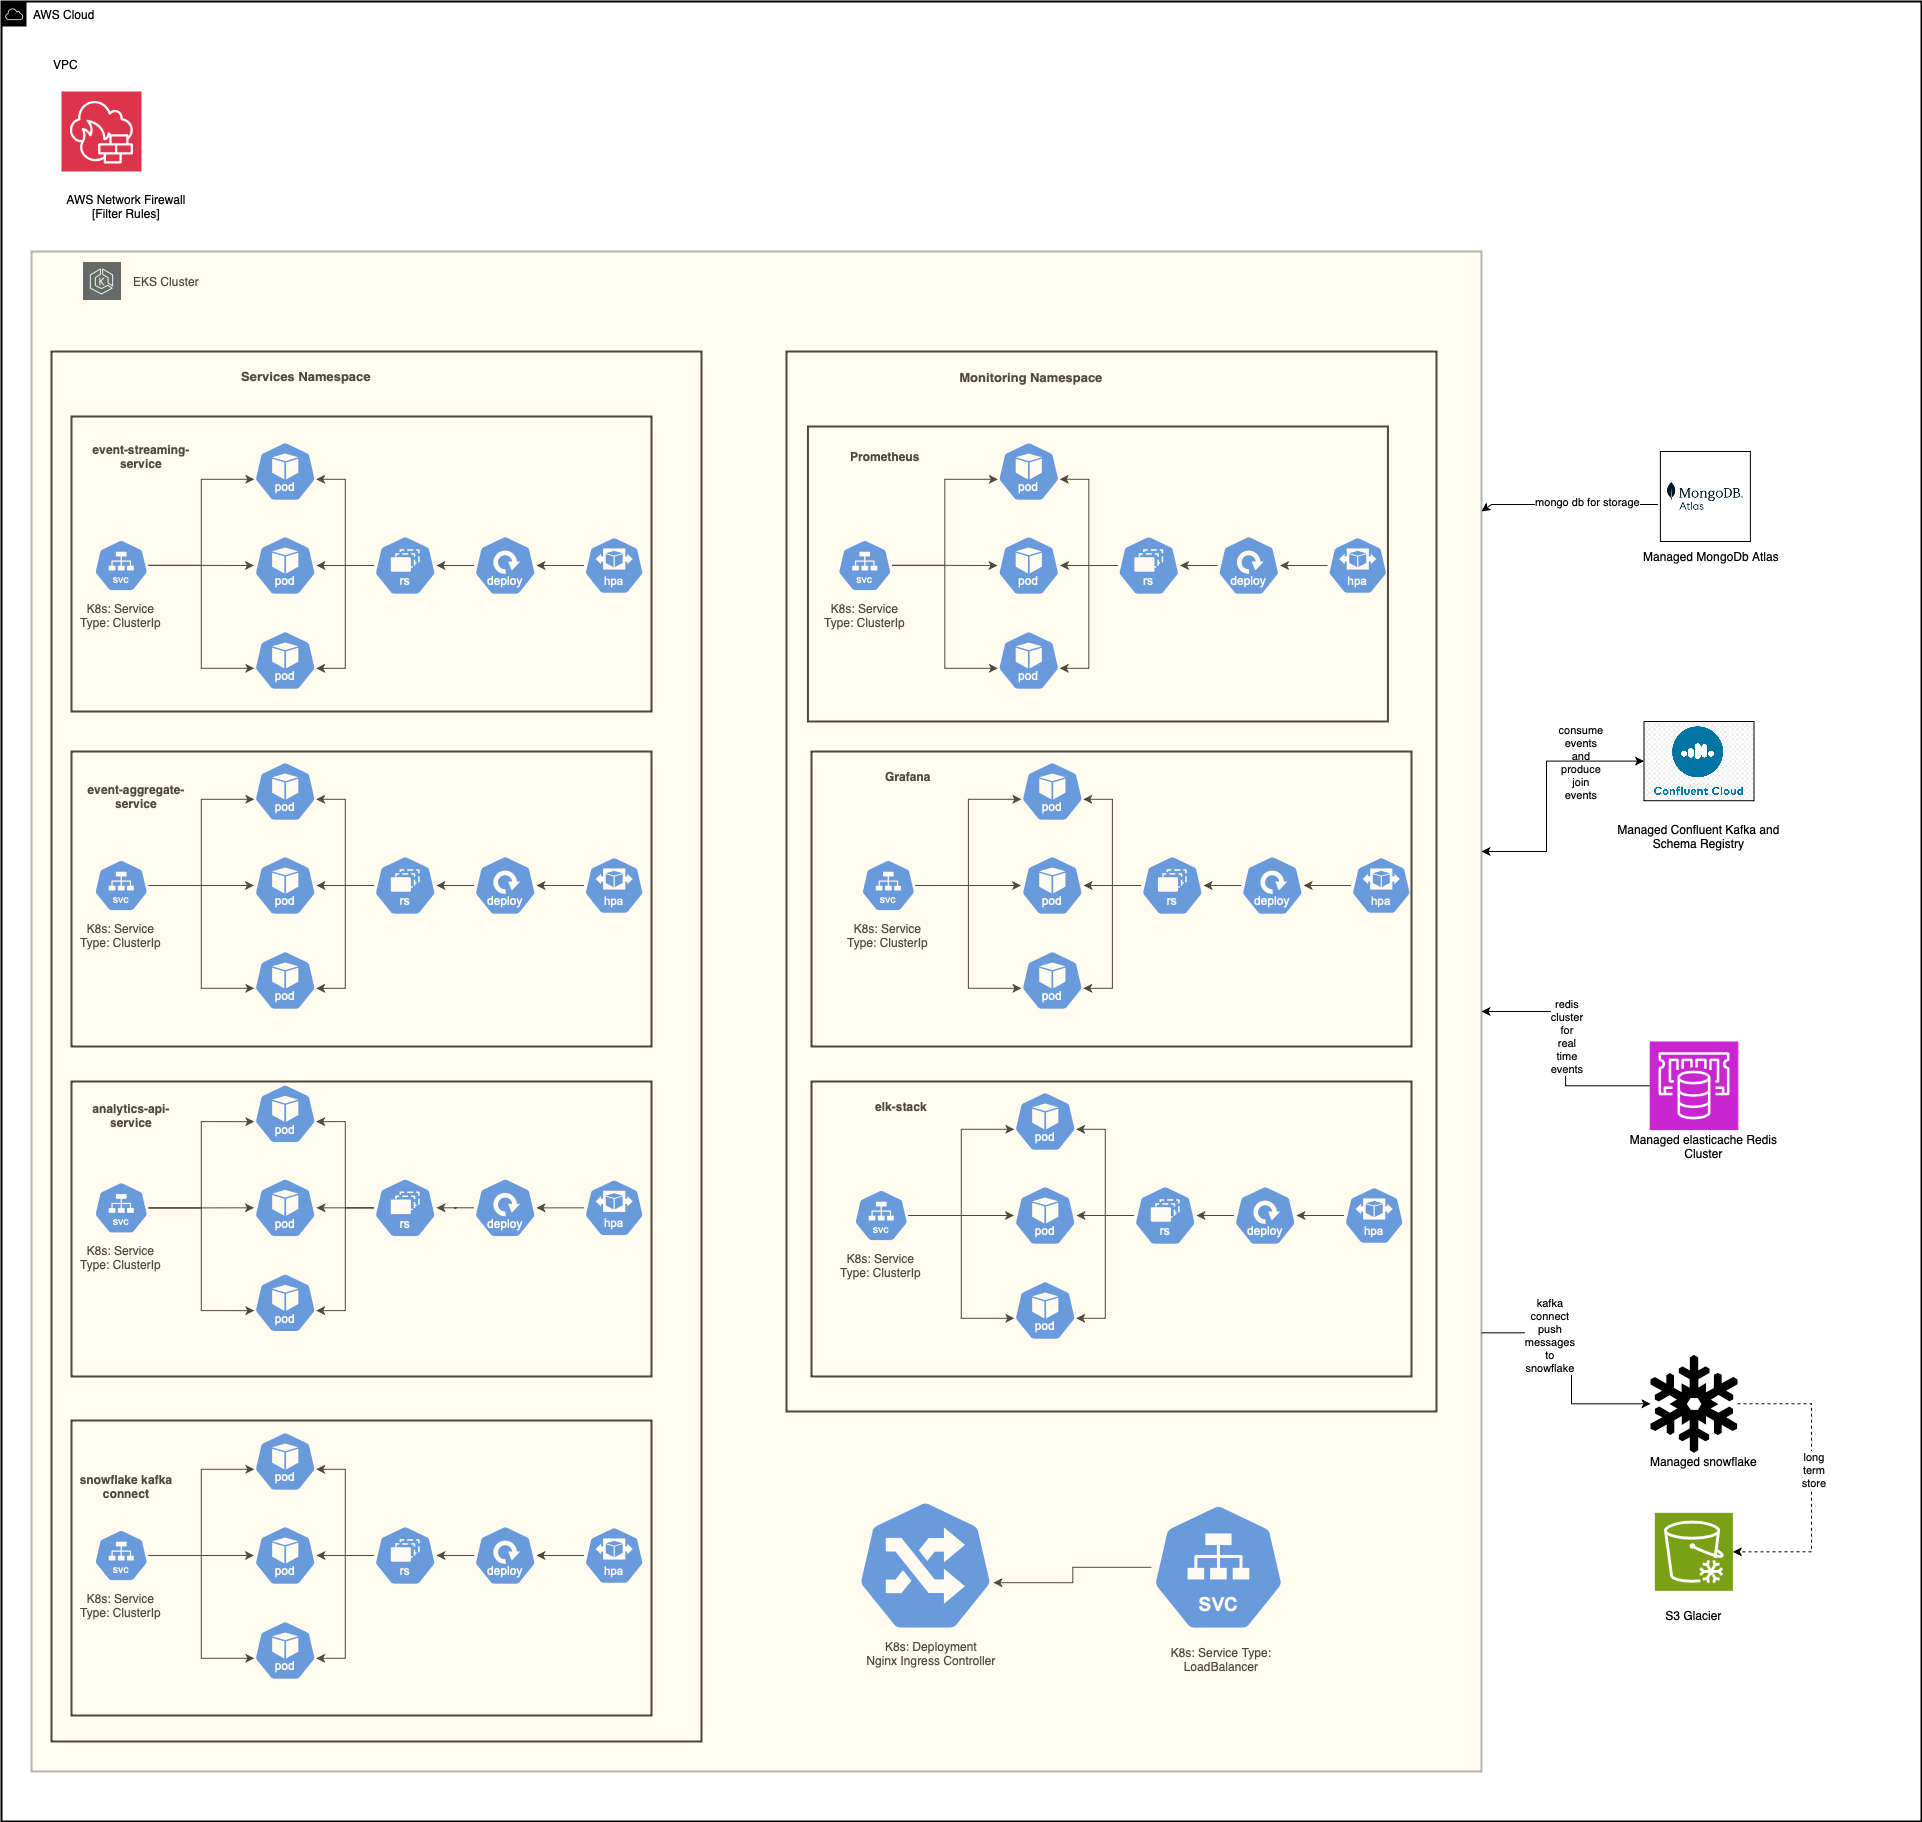 AWS Cloud
VPC
AWS Network Firewall
[Filter Rules]
EKS Cluster
Services Namespace
event-streaming-
service
pod
pod
pod
svc
rs
deploy
hpa
K8s: Service
Type: ClusterIp
event-aggregate-
service
pod
pod
pod
svc
rs
deploy
hpa
K8s: Service
Type: ClusterIp
analytics-api-
service
pod
pod
pod
svc
rs
deploy
hpa
K8s: Service
Type: ClusterIp
snowflake kafka
connect
pod
pod
pod
svc
rs
deploy
hpa
K8s: Service
Type: ClusterIp
Monitoring Namespace
Prometheus
pod
pod
pod
svc
rs
deploy
hpa
K8s: Service
Type: ClusterIp
Grafana
pod
pod
pod
svc
rs
deploy
hpa
K8s: Service
Type: ClusterIp
elk-stack
pod
pod
pod
svc
rs
deploy
hpa
K8s: Service
Type: ClusterIp
K8s: Deployment
Nginx Ingress Controller
SVC
K8s: Service Type:
LoadBalancer
mongo db for storage
MongoDB.
Atlas
Managed MongoDb Atlas
consume
events
and
produce
join
events
Confluent Cloud
Managed Confluent Kafka and
Schema Registry
redis
cluster
for
real
time
events
Managed elasticache Redis
Cluster
kafka
connect
push
messages
to
snowflake
Managed snowflake
long
term
store
S3 Glacier